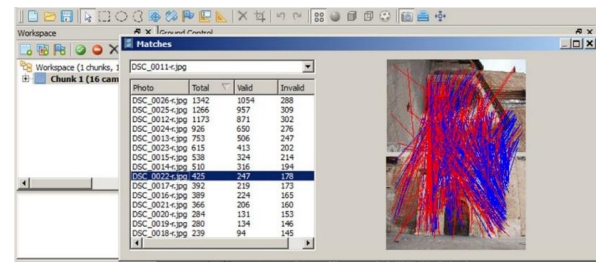 Workspace
Ground Control
Workspace (1 chunks, 1
Chunk 1 (16 cam
Matches
DSC_0011-r.jpg
Photo Total Valid Invalid
DSC_0026-r.jpg 1342 1054 288
DSC_0025-r.jpg 1266 957 309
DSC_0012-r.jpg 1173 871 302
DSC_0024-r.jpg 926 650 276
DSC_0013-r.jpg 753 506 247
DSC_0023-r.jpg 615 413 202
DSC_0015-r.jpg 538 324 214
DSC_0014-r.jpg 510 316 194
DSC_0022-r.jpg 425 247 178
DSC_0017-r.jpg 392 219 173
DSC_0016-r.jpg 389 224 165
DSC_0021-r.jpg 366 206 160
DSC_0020-r.jpg 284 131 153
DSC_0019-r.jpg 280 134 146
DSC_0018-r.jpg 239 94 145